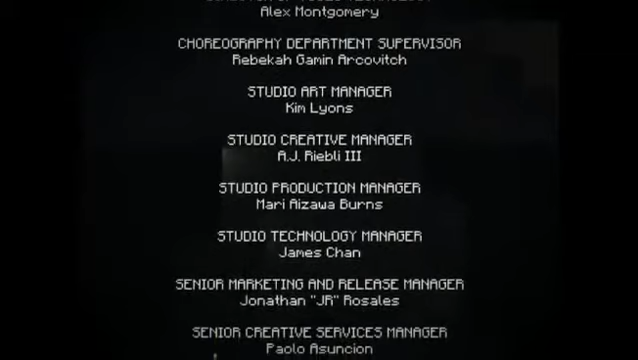 Alex Montgomery
CHOREOGRAPHY DEPARTMENT SUPERVISOR
Rebekah Gamin Arcovitch
STUDIO ART MANAGER
Kim Lyons
STUDIO CREATIVE MANAGER
A.J. Riebli III
STUDIO PRODUCTION MANAGER
Mari Aizawa Burns
STUDIO TECHNOLOGY MANAGER
James Chan
SENIOR MARKETING AND RELEASE MANAGER
Jonathan "JR" Rosales
SENIOR CREATIVE SERVICES MANAGER
Paolo Asuncion